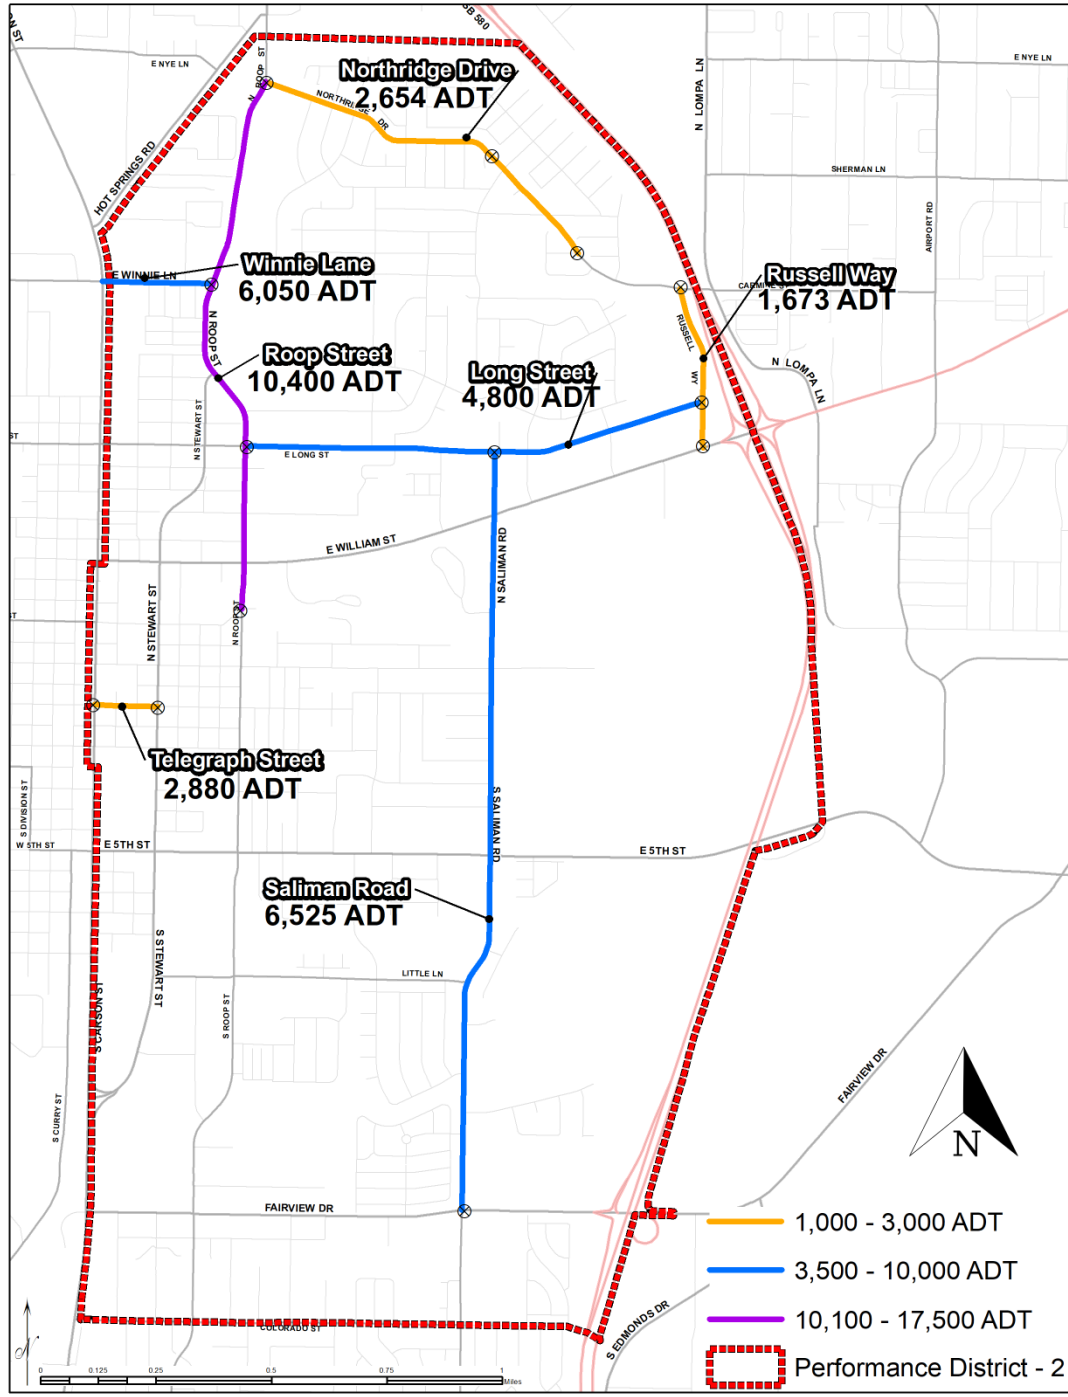 SB 580
ON ST
E NYE LN
E NYE LN
N ROOP ST
Northridge Drive
2,654 ADT
NORTHRIDGE DR
N LOMPA LN
HOT SPRINGS RD
SHERMAN LN
AIRPORT RD
E WINNIE LN
Winnie Lane
6,050 ADT
Russell Way
1,673 ADT
CARMINE ST
N ROOP ST
RUSSELL WY
Roop Street
10,400 ADT
Long Street
4,800 ADT
N LOMPA LN
N STEWART ST
ST
E LONG ST
E WILLIAM ST
N SALIMAN RD
N STEWART ST
N ROOP ST
ST
Telegraph Street
2,880 ADT
S DIVISION ST
S SALIMAN RD
W 5TH ST
E 5TH ST
E 5TH ST
Saliman Road
6,525 ADT
S STEWART ST
LITTLE LN
S CARSON ST
S ROOP ST
FAIRVIEW DR
S CURRY ST
N
FAIRVIEW DR
1,000 - 3,000 ADT
3,500 - 10,000 ADT
10,100 - 17,500 ADT
Performance District - 2
S EDMONDS DR
COLORADO ST
0 0.125 0.25 0.5 0.75 1
Miles